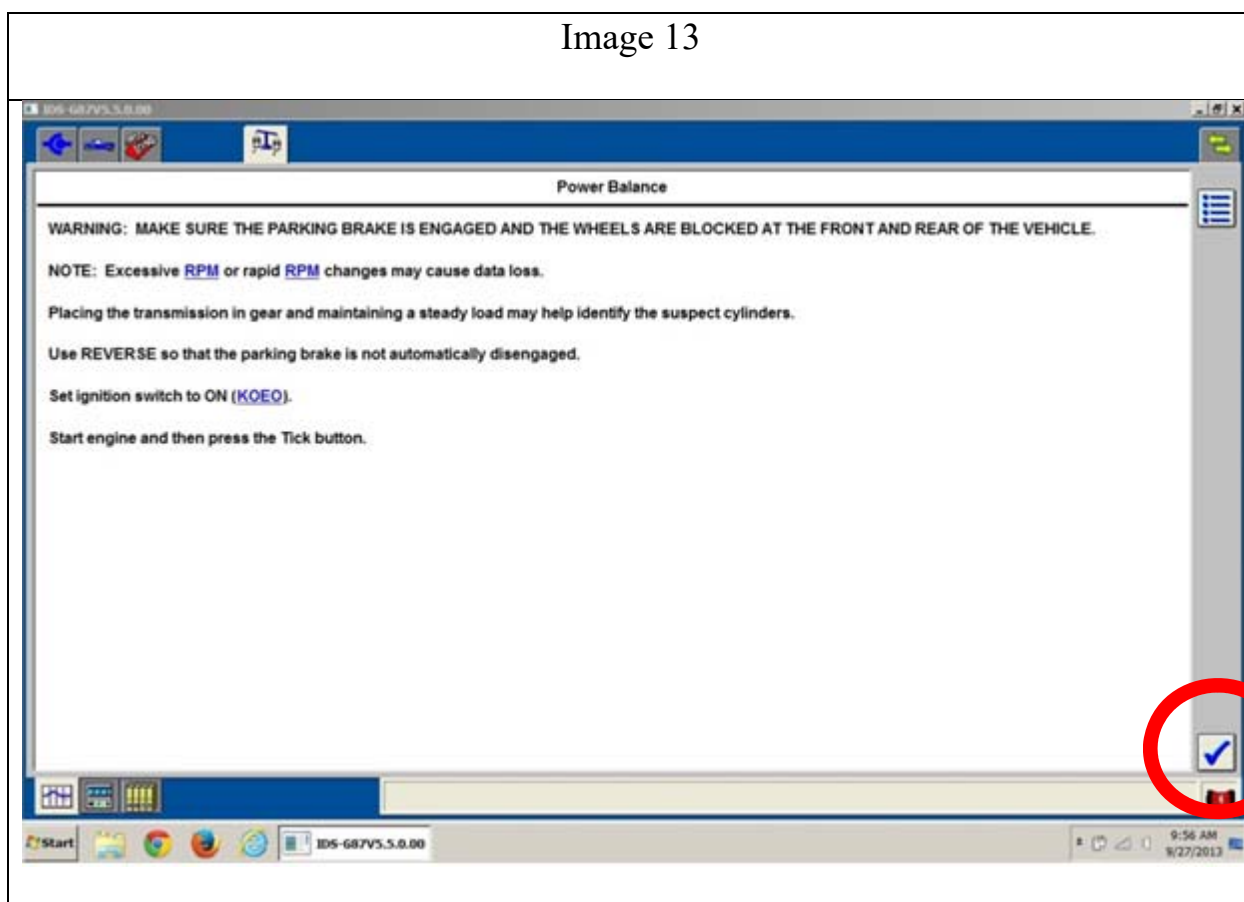 Image 13
IDS-G87V5.5.0.00
Power Balance
WARNING: MAKE SURE THE PARKING BRAKE IS ENGAGED AND THE WHEELS ARE BLOCKED AT THE FRONT AND REAR OF THE VEHICLE.
NOTE: Excessive RPM or rapid RPM changes may cause data loss.
Placing the transmission in gear and maintaining a steady load may help identify the suspect cylinders.
Use REVERSE so that the parking brake is not automatically disengaged.
Set ignition switch to ON (KOEO).
Start engine and then press the Tick button.
Start IDS-G87V5.5.0.00 9:56 AM
9/27/2013